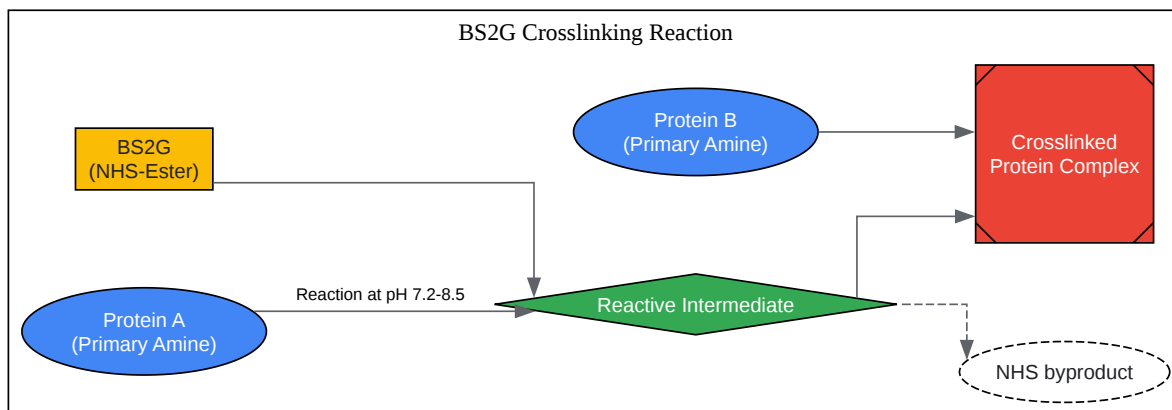 BS2G Crosslinking Reaction
Protein B
(Primary Amine)
BS2G
(NHS-Ester)
Crosslinked
Protein Complex
Reaction at pH 7.2-8.5
Reactive Intermediate
Protein A
(Primary Amine)
NHS byproduct